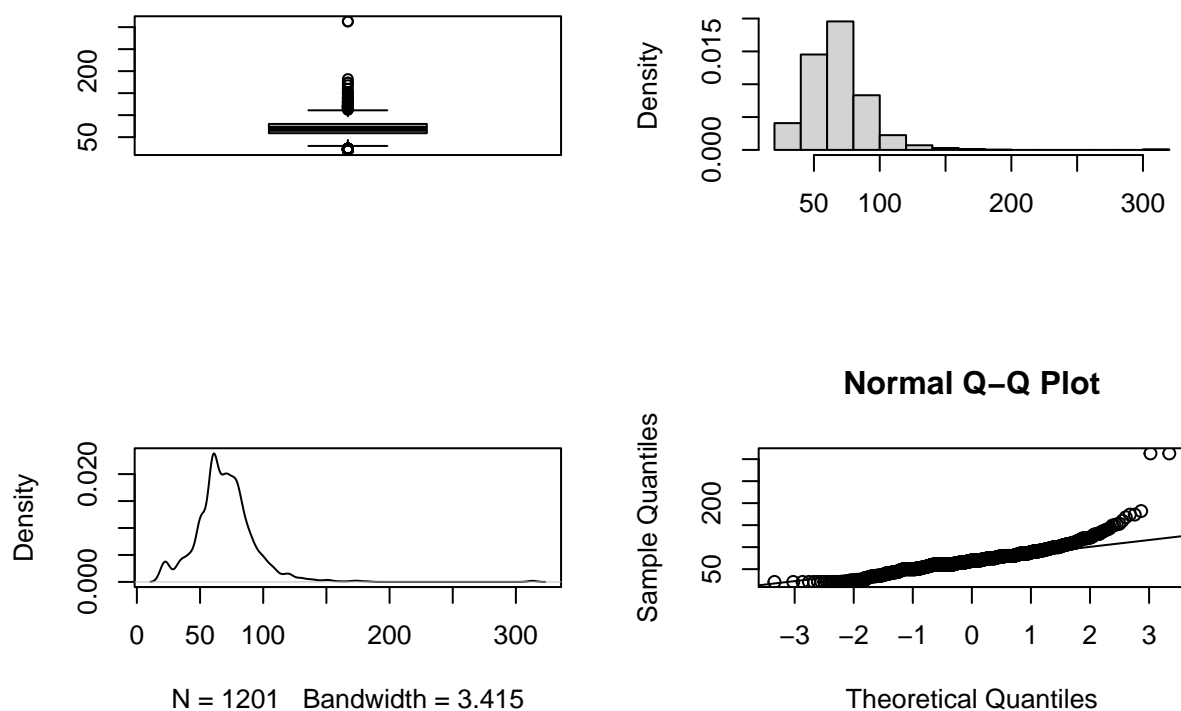 50 200
Density
0.000 0.015
50 100 200 300
Density
0.000 0.020
0 50 100 200 300
N = 1201 Bandwidth = 3.415
Normal Q−Q Plot
Sample Quantiles
50 200
−3 −2 −1 0 1 2 3
Theoretical Quantiles